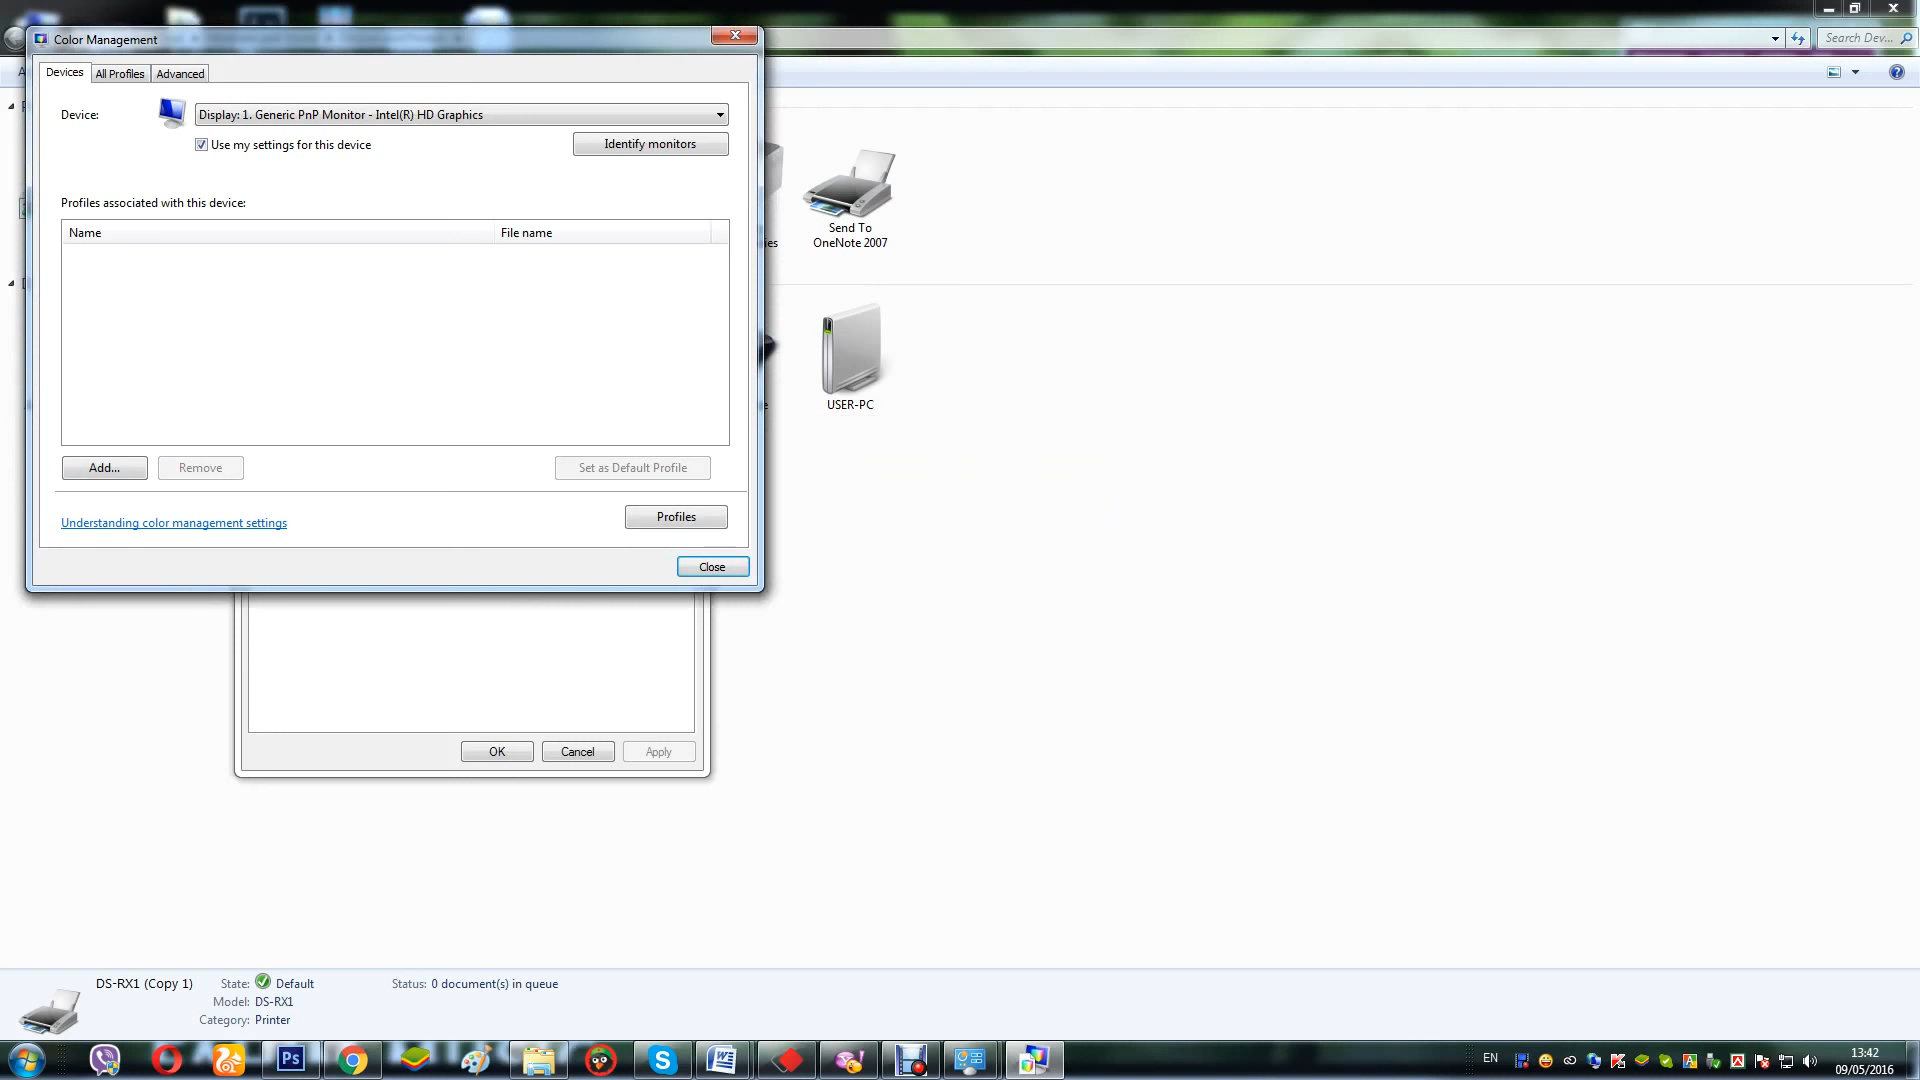 Color Management
Search Dev...
Devices
All Profiles
Advanced
Device:
Display: 1. Generic PnP Monitor - Intel(R) HD Graphics
Use my settings for this device
Identify monitors
Profiles associated with this device:
Name
File name
Add...
Remove
Set as Default Profile
Understanding color management settings
Profiles
Close
OK
Cancel
Apply
Send To
OneNote 2007
USER-PC
DS-RX1 (Copy 1)
State: Default
Status: 0 document(s) in queue
Model: DS-RX1
Category: Printer
Ps
EN
13:42
09/05/2016